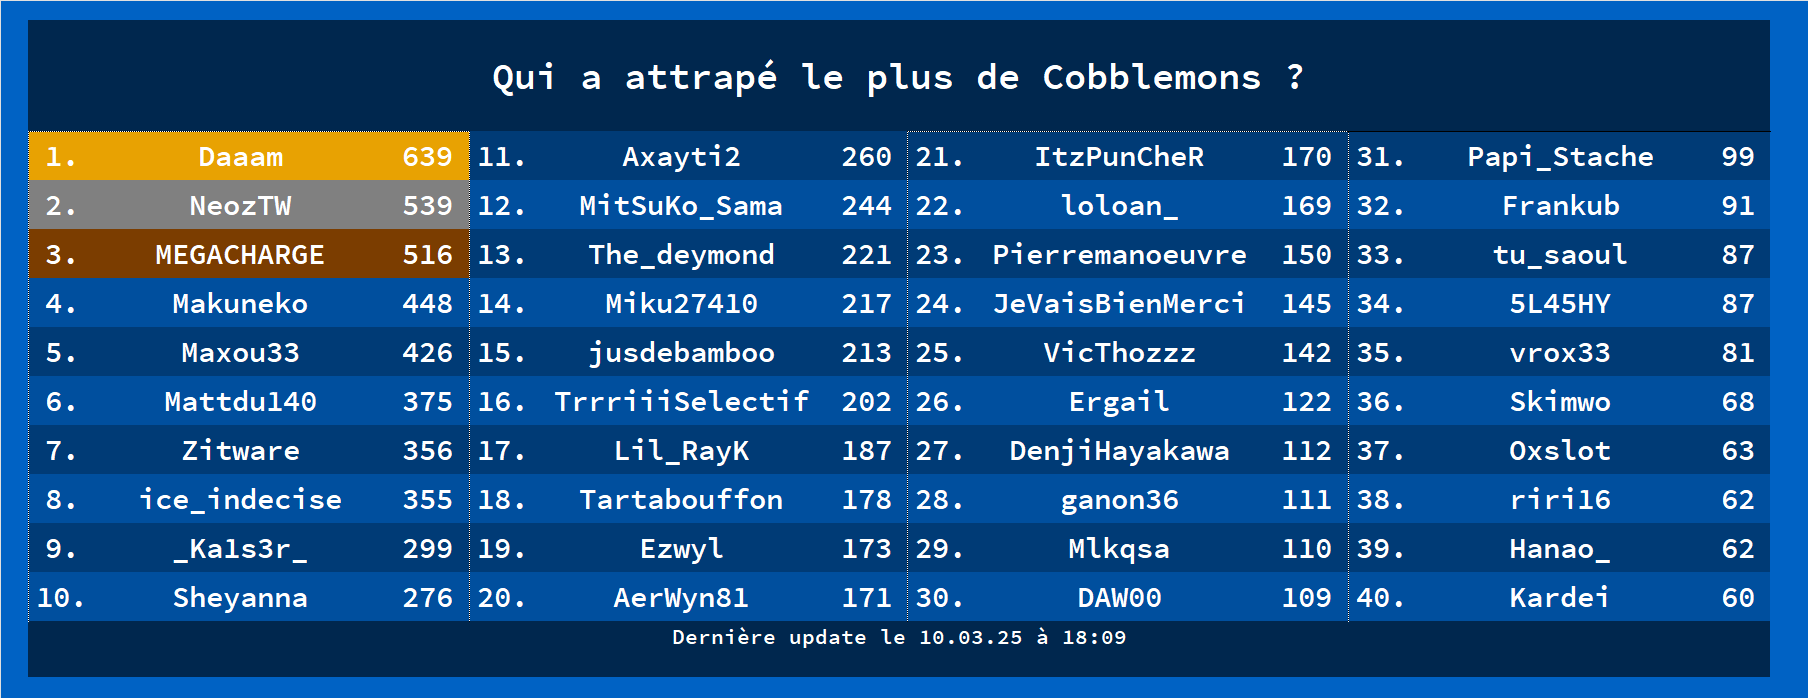 Qui a attrapé le plus de Cobblemons ?
1. Daaam 639 11. Axayti2 260 21. ItzPunCheR 170 31. Papi_Stache 99
2. NeozTW 539 12. MitSuKo_Sama 244 22. loloan_ 169 32. Frankub 91
3. MEGACHARGE 516 13. The_deymond 221 23. Pierremanoeuvre 150 33. tu_saoul 87
4. Makuneko 448 14. Miku27410 217 24. JeVaisBienMerci 145 34. 5L45HY 87
5. Maxou33 426 15. jusdebamboo 213 25. VicThozzz 142 35. vrox33 81
6. Mattdu140 375 16. TrrriiiSelectif 202 26. Ergail 122 36. Skimwo 68
7. Zitware 356 17. Lil_RayK 187 27. DenjiHayakawa 112 37. Oxslot 63
8. ice_indecise 355 18. Tartabouffon 178 28. ganon36 111 38. riri16 62
9. _Ka1s3r_ 299 19. Ezwyl 173 29. Mlkqsa 110 39. Hanao_ 62
10. Sheyanna 276 20. AerWyn81 171 30. DAW00 109 40. Kardei 60
Dernière update le 10.03.25 à 18:09